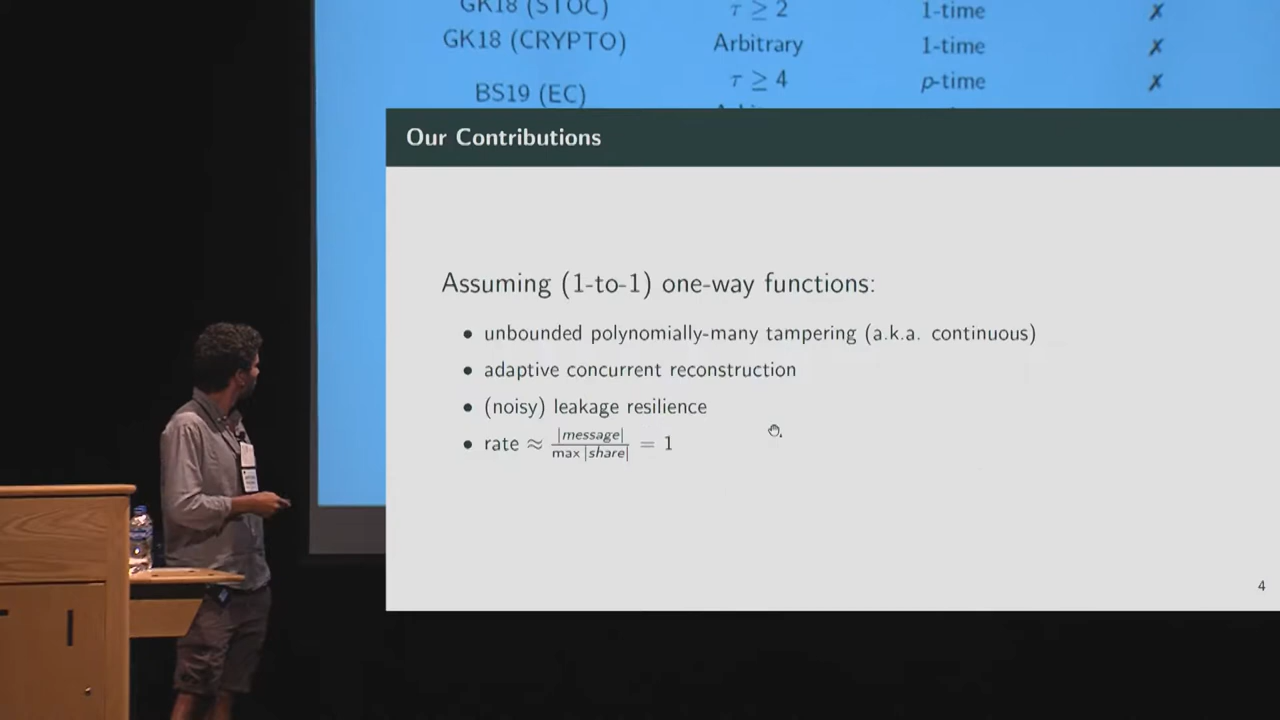 GK18 (STOC) τ ≥ 2 1-time ✗
GK18 (CRYPTO) Arbitrary 1-time ✗
BS19 (EC) τ ≥ 4 p-time ✗
Our Contributions
Assuming (1-to-1) one-way functions:
• unbounded polynomially-many tampering (a.k.a. continuous)
• adaptive concurrent reconstruction
• (noisy) leakage resilience
• rate ≈ |message| / max |share| = 1
4